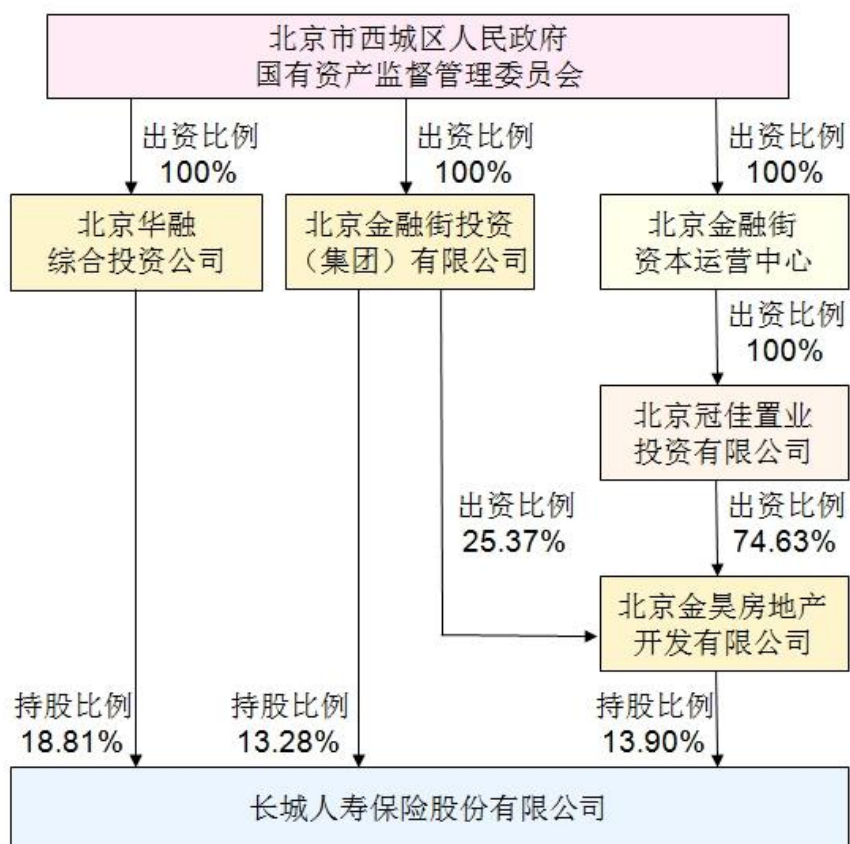 北京市西城区人民政府
国有资产监督管理委员会
出资比例
100%
出资比例
100%
出资比例
100%
北京华融
综合投资公司
北京金融街投资
（集团）有限公司
北京金融街
资本运营中心
出资比例
100%
北京冠佳置业
投资有限公司
出资比例
25.37%
出资比例
74.63%
北京金昊房地产
开发有限公司
持股比例
18.81%
持股比例
13.28%
持股比例
13.90%
长城人寿保险股份有限公司